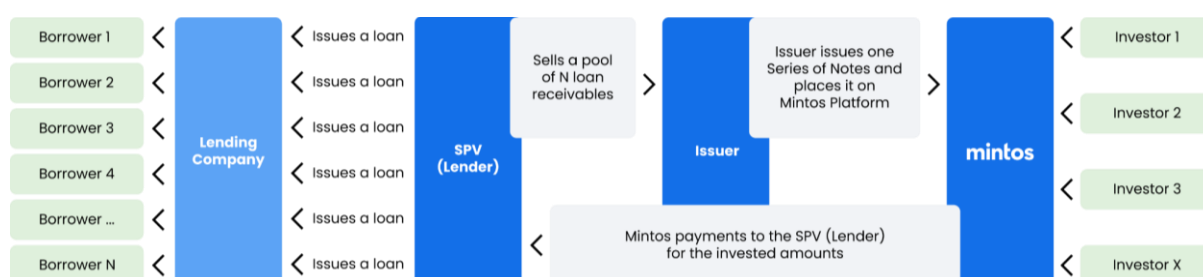 Borrower 1
Borrower 2
Borrower 3
Borrower 4
Borrower ...
Borrower N
Lending
Company
Issues a loan
Issues a loan
Issues a loan
Issues a loan
Issues a loan
Issues a loan
SPV
(Lender)
Sells a pool
of N loan
receivables
Issuer
Issuer issues one
Series of Notes and
places it on
Mintos Platform
Mintos payments to the SPV (Lender)
for the invested amounts
mintos
Investor 1
Investor 2
Investor 3
Investor X